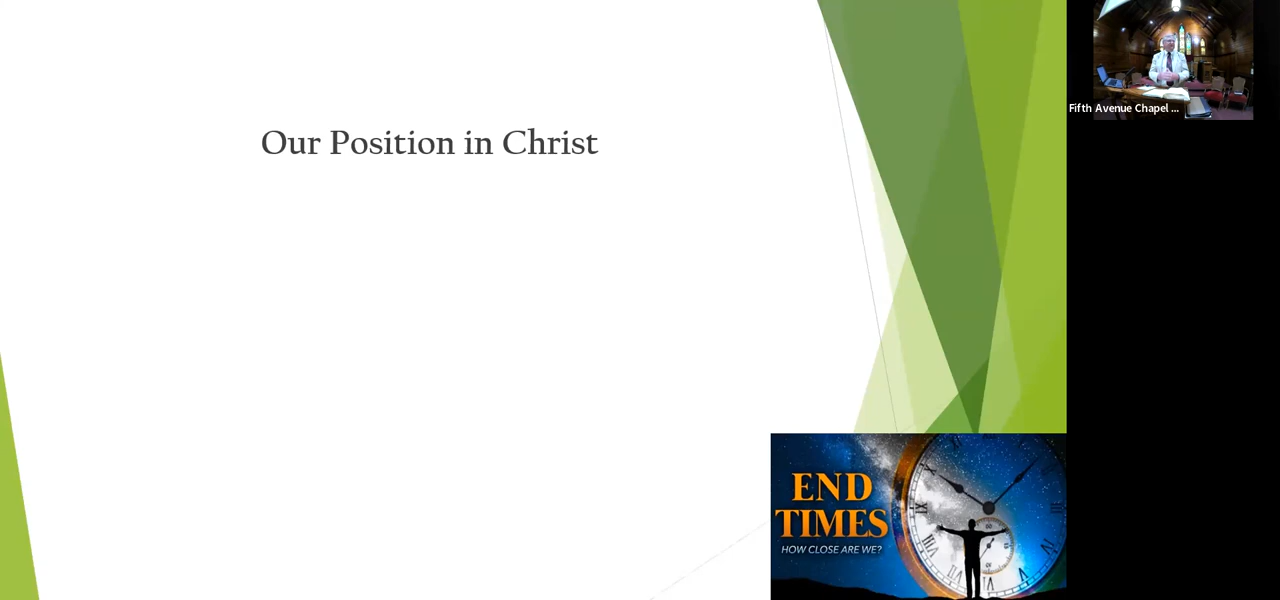 Our Position in Christ
Fifth Avenue Chapel ...
END
TIMES
HOW CLOSE ARE WE?